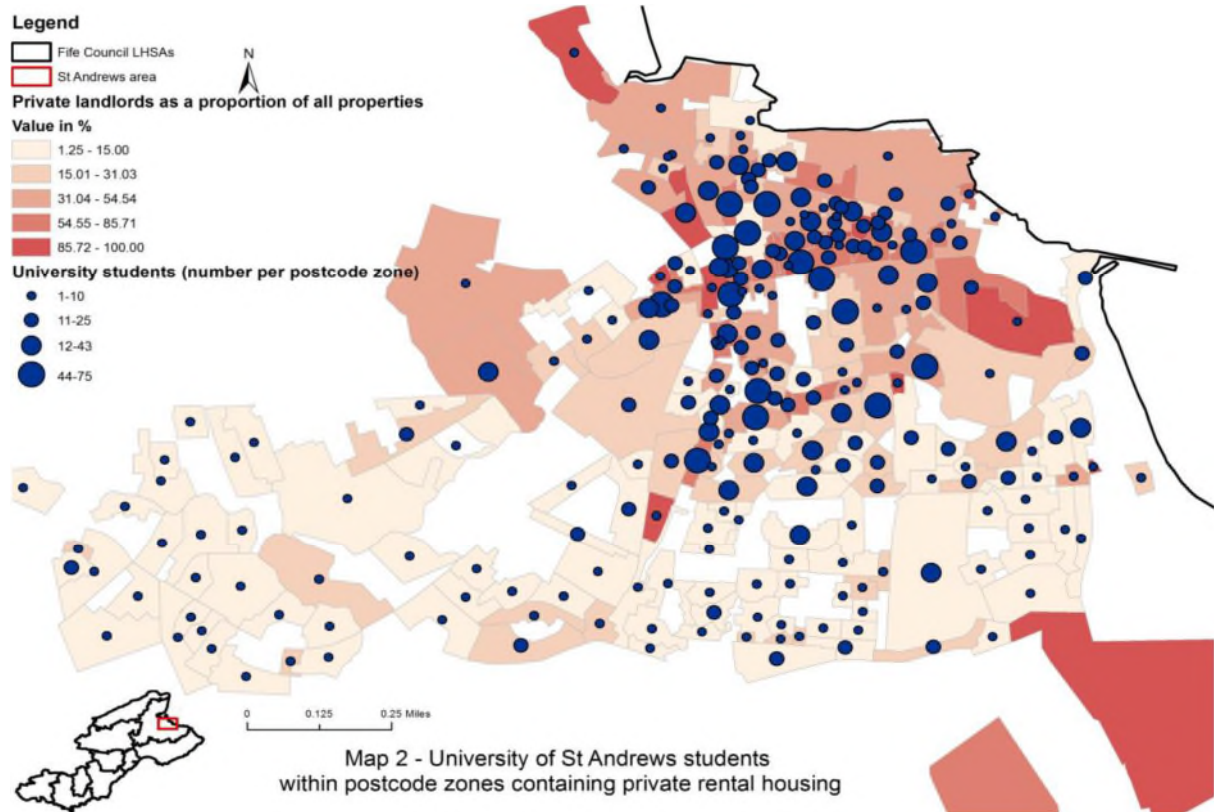 Legend
Fife Council LHSAs
St Andrews area
N
Private landlords as a proportion of all properties
Value in %
1.25 - 15.00
15.01 - 31.03
31.04 - 54.54
54.55 - 85.71
85.72 - 100.00
University students (number per postcode zone)
1-10
11-25
12-43
44-75
0 0.125 0.25 Miles
Map 2 - University of St Andrews students
within postcode zones containing private rental housing